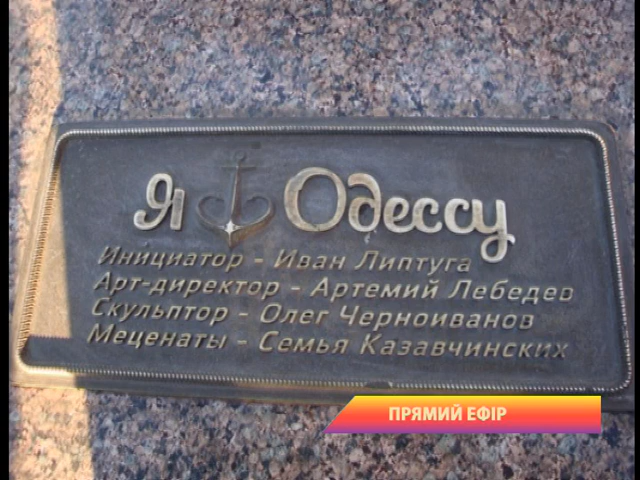 Я Одессу
Инициатор - Иван Липтуга
Арт-директор - Артемий Лебедев
Скульптор - Олег Черноиванов
Меценаты - Семья Казавчинских
ПРЯМИЙ ЕФІР